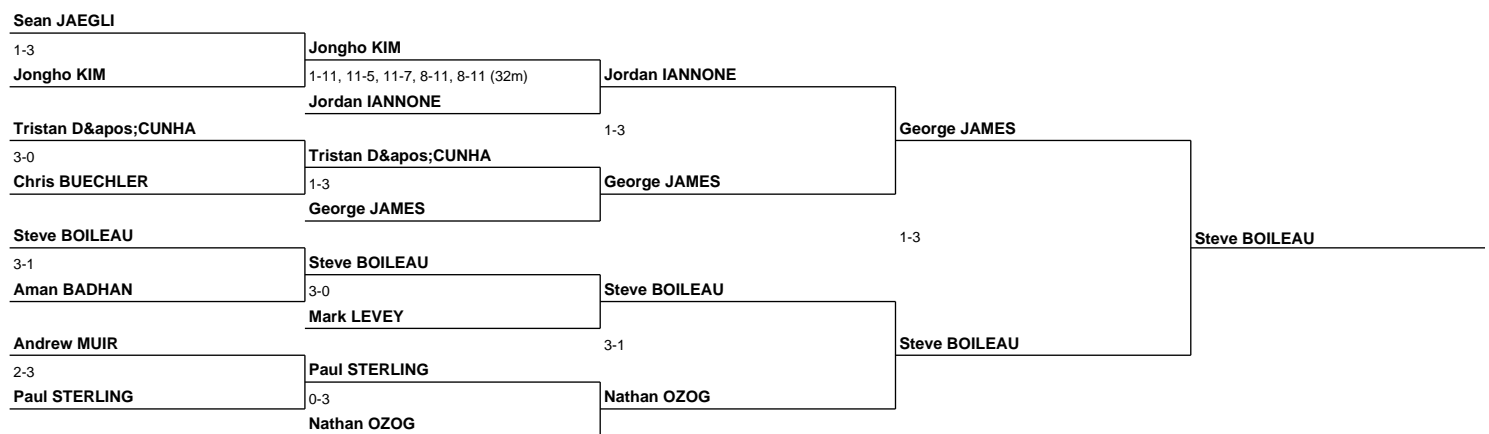 Sean JAEGLI
1-3
Jongho KIM
Tristan D&apos;CUNHA
3-0
Chris BUECHLER
Steve BOILEAU
3-1
Aman BADHAN
Andrew MUIR
2-3
Paul STERLING
Jongho KIM
1-11, 11-5, 11-7, 8-11, 8-11 (32m)
Jordan IANNONE
Tristan D&apos;CUNHA
1-3
George JAMES
Steve BOILEAU
3-0
Mark LEVEY
Paul STERLING
0-3
Nathan OZOG
Jordan IANNONE
1-3
George JAMES
Steve BOILEAU
3-1
Nathan OZOG
George JAMES
1-3
Steve BOILEAU
Steve BOILEAU